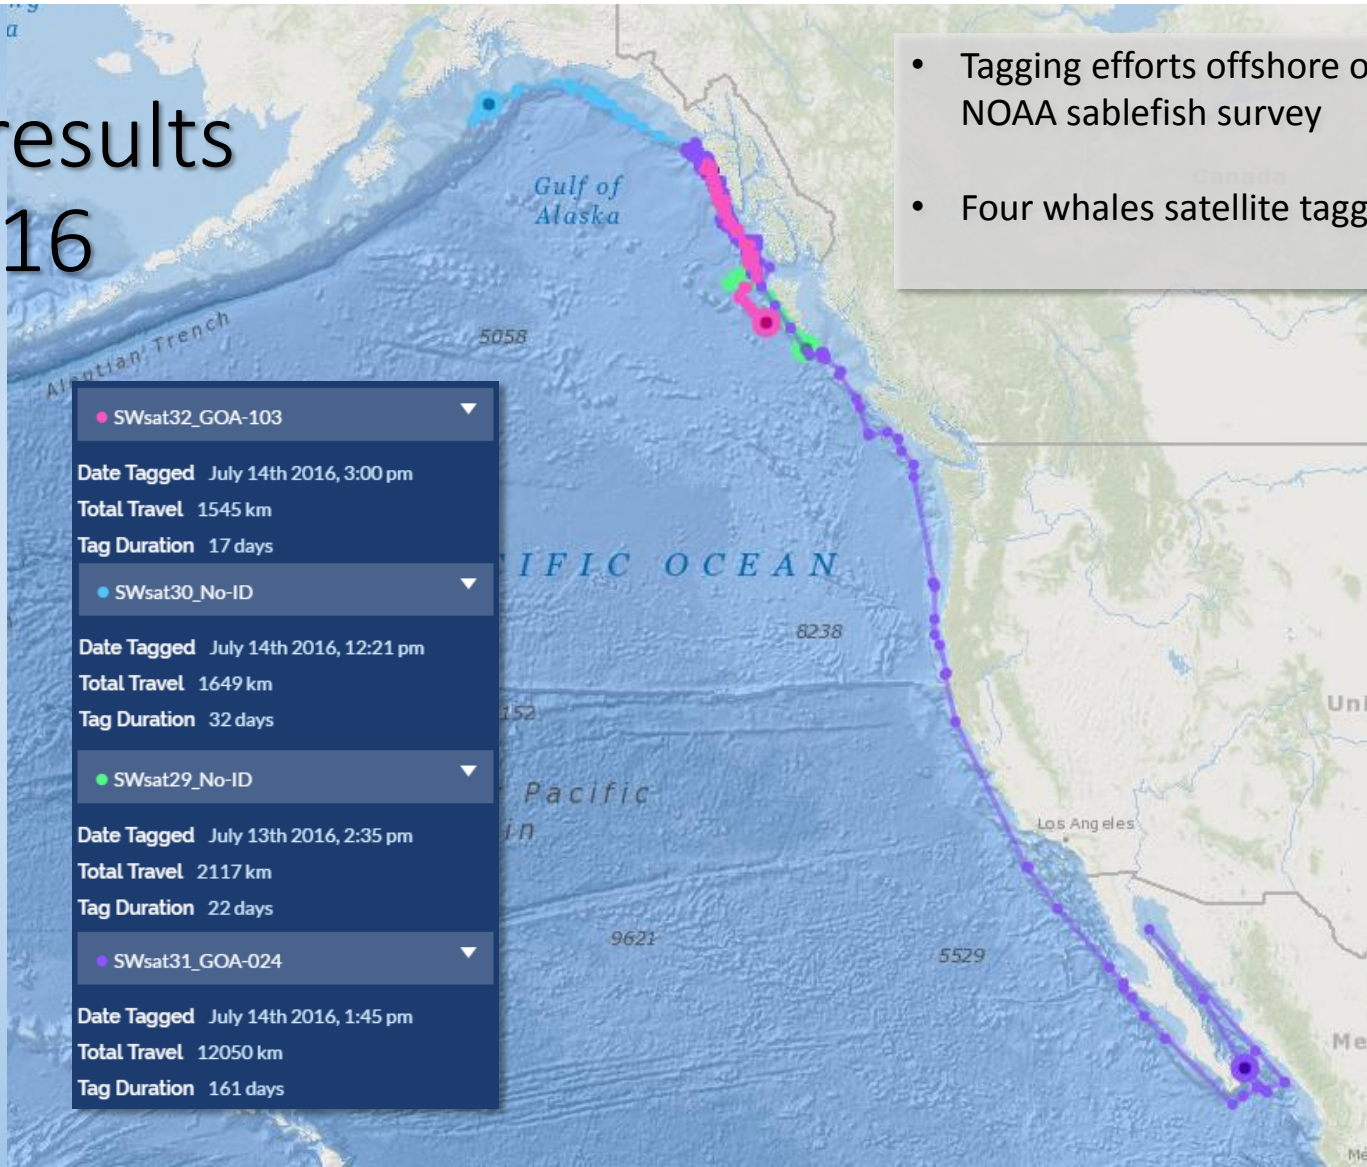 a
results
16
• Tagging efforts offshore o
NOAA sablefish survey
• Four whales satellite tagg
Canada
Gulf of
Alaska
5058
Aleutian Trench
SWsat32_GOA-103
Date Tagged July 14th 2016, 3:00 pm
Total Travel 1545 km
Tag Duration 17 days
SWsat30_No-ID
Date Tagged July 14th 2016, 12:21 pm
Total Travel 1649 km
Tag Duration 32 days
SWsat29_No-ID
Date Tagged July 13th 2016, 2:35 pm
Total Travel 2117 km
Tag Duration 22 days
SWsat31_GOA-024
Date Tagged July 14th 2016, 1:45 pm
Total Travel 12050 km
Tag Duration 161 days
IFIC OCEAN
8238
152
Uni
Pacific
in
Los Angeles
9621
5529
Me
Me